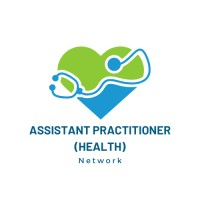 ASSISTANT PRACTITIONER
(HEALTH)
Network